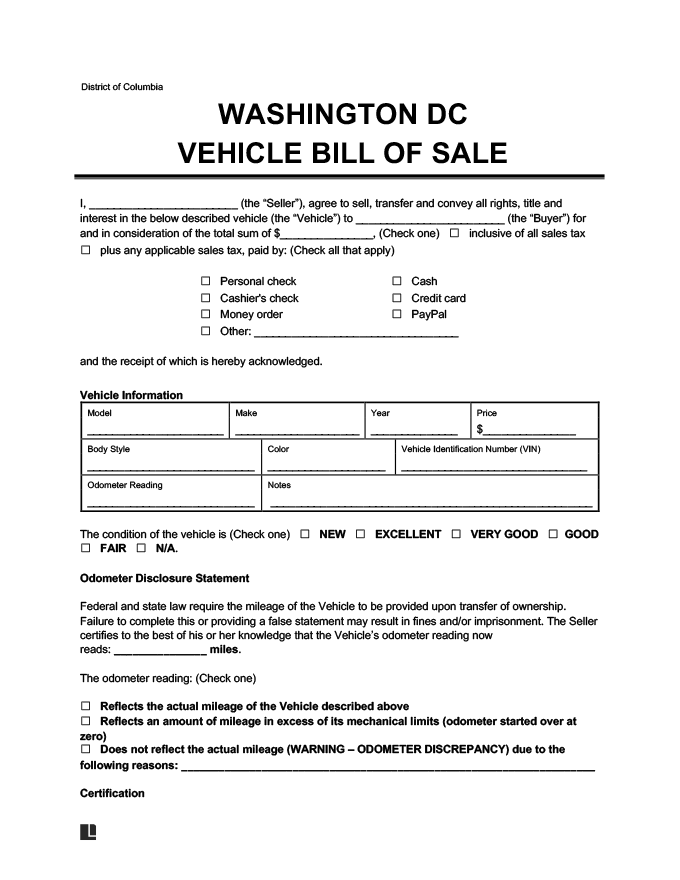 District of Columbia
WASHINGTON DC
VEHICLE BILL OF SALE
I, ________________________ (the “Seller”), agree to sell, transfer and convey all rights, title and
interest in the below described vehicle (the “Vehicle”) to ________________________ (the “Buyer”) for
and in consideration of the total sum of $_______________, (Check one) ☐ inclusive of all sales tax
☐ plus any applicable sales tax, paid by: (Check all that apply)
☐ Personal check ☐ Cash
☐ Cashier's check ☐ Credit card
☐ Money order ☐ PayPal
☐ Other: _________________________________
and the receipt of which is hereby acknowledged.
Vehicle Information
Model Make Year Price
______________________ ____________________ ______________ $_______________
Body Style Color Vehicle Identification Number (VIN)
___________________________ ___________________ ______________________________
Odometer Reading Notes
___________________________ ____________________________________________________
The condition of the vehicle is (Check one) ☐ NEW ☐ EXCELLENT ☐ VERY GOOD ☐ GOOD
☐ FAIR ☐ N/A.
Odometer Disclosure Statement
Federal and state law require the mileage of the Vehicle to be provided upon transfer of ownership.
Failure to complete this or providing a false statement may result in fines and/or imprisonment. The Seller
certifies to the best of his or her knowledge that the Vehicle’s odometer reading now
reads: _______________ miles.
The odometer reading: (Check one)
☐ Reflects the actual mileage of the Vehicle described above
☐ Reflects an amount of mileage in excess of its mechanical limits (odometer started over at
zero)
☐ Does not reflect the actual mileage (WARNING – ODOMETER DISCREPANCY) due to the
following reasons: ___________________________________________________________________
Certification